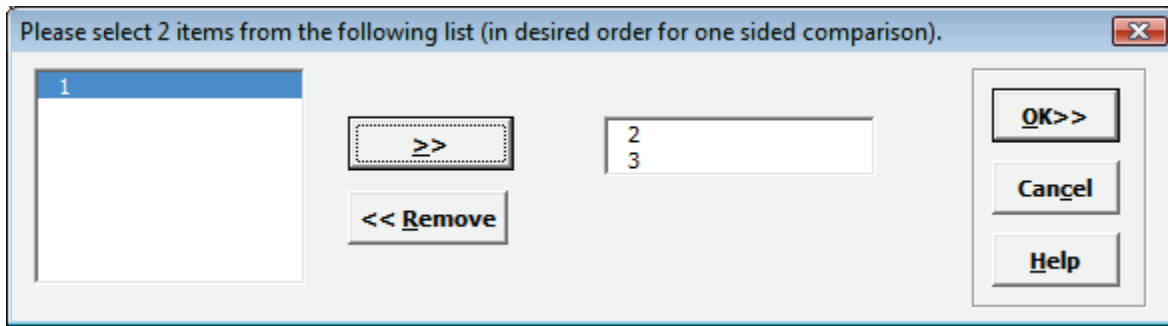 Please select 2 items from the following list (in desired order for one sided comparison).
1
>>
<< Remove
2
3
OK>>
Cancel
Help